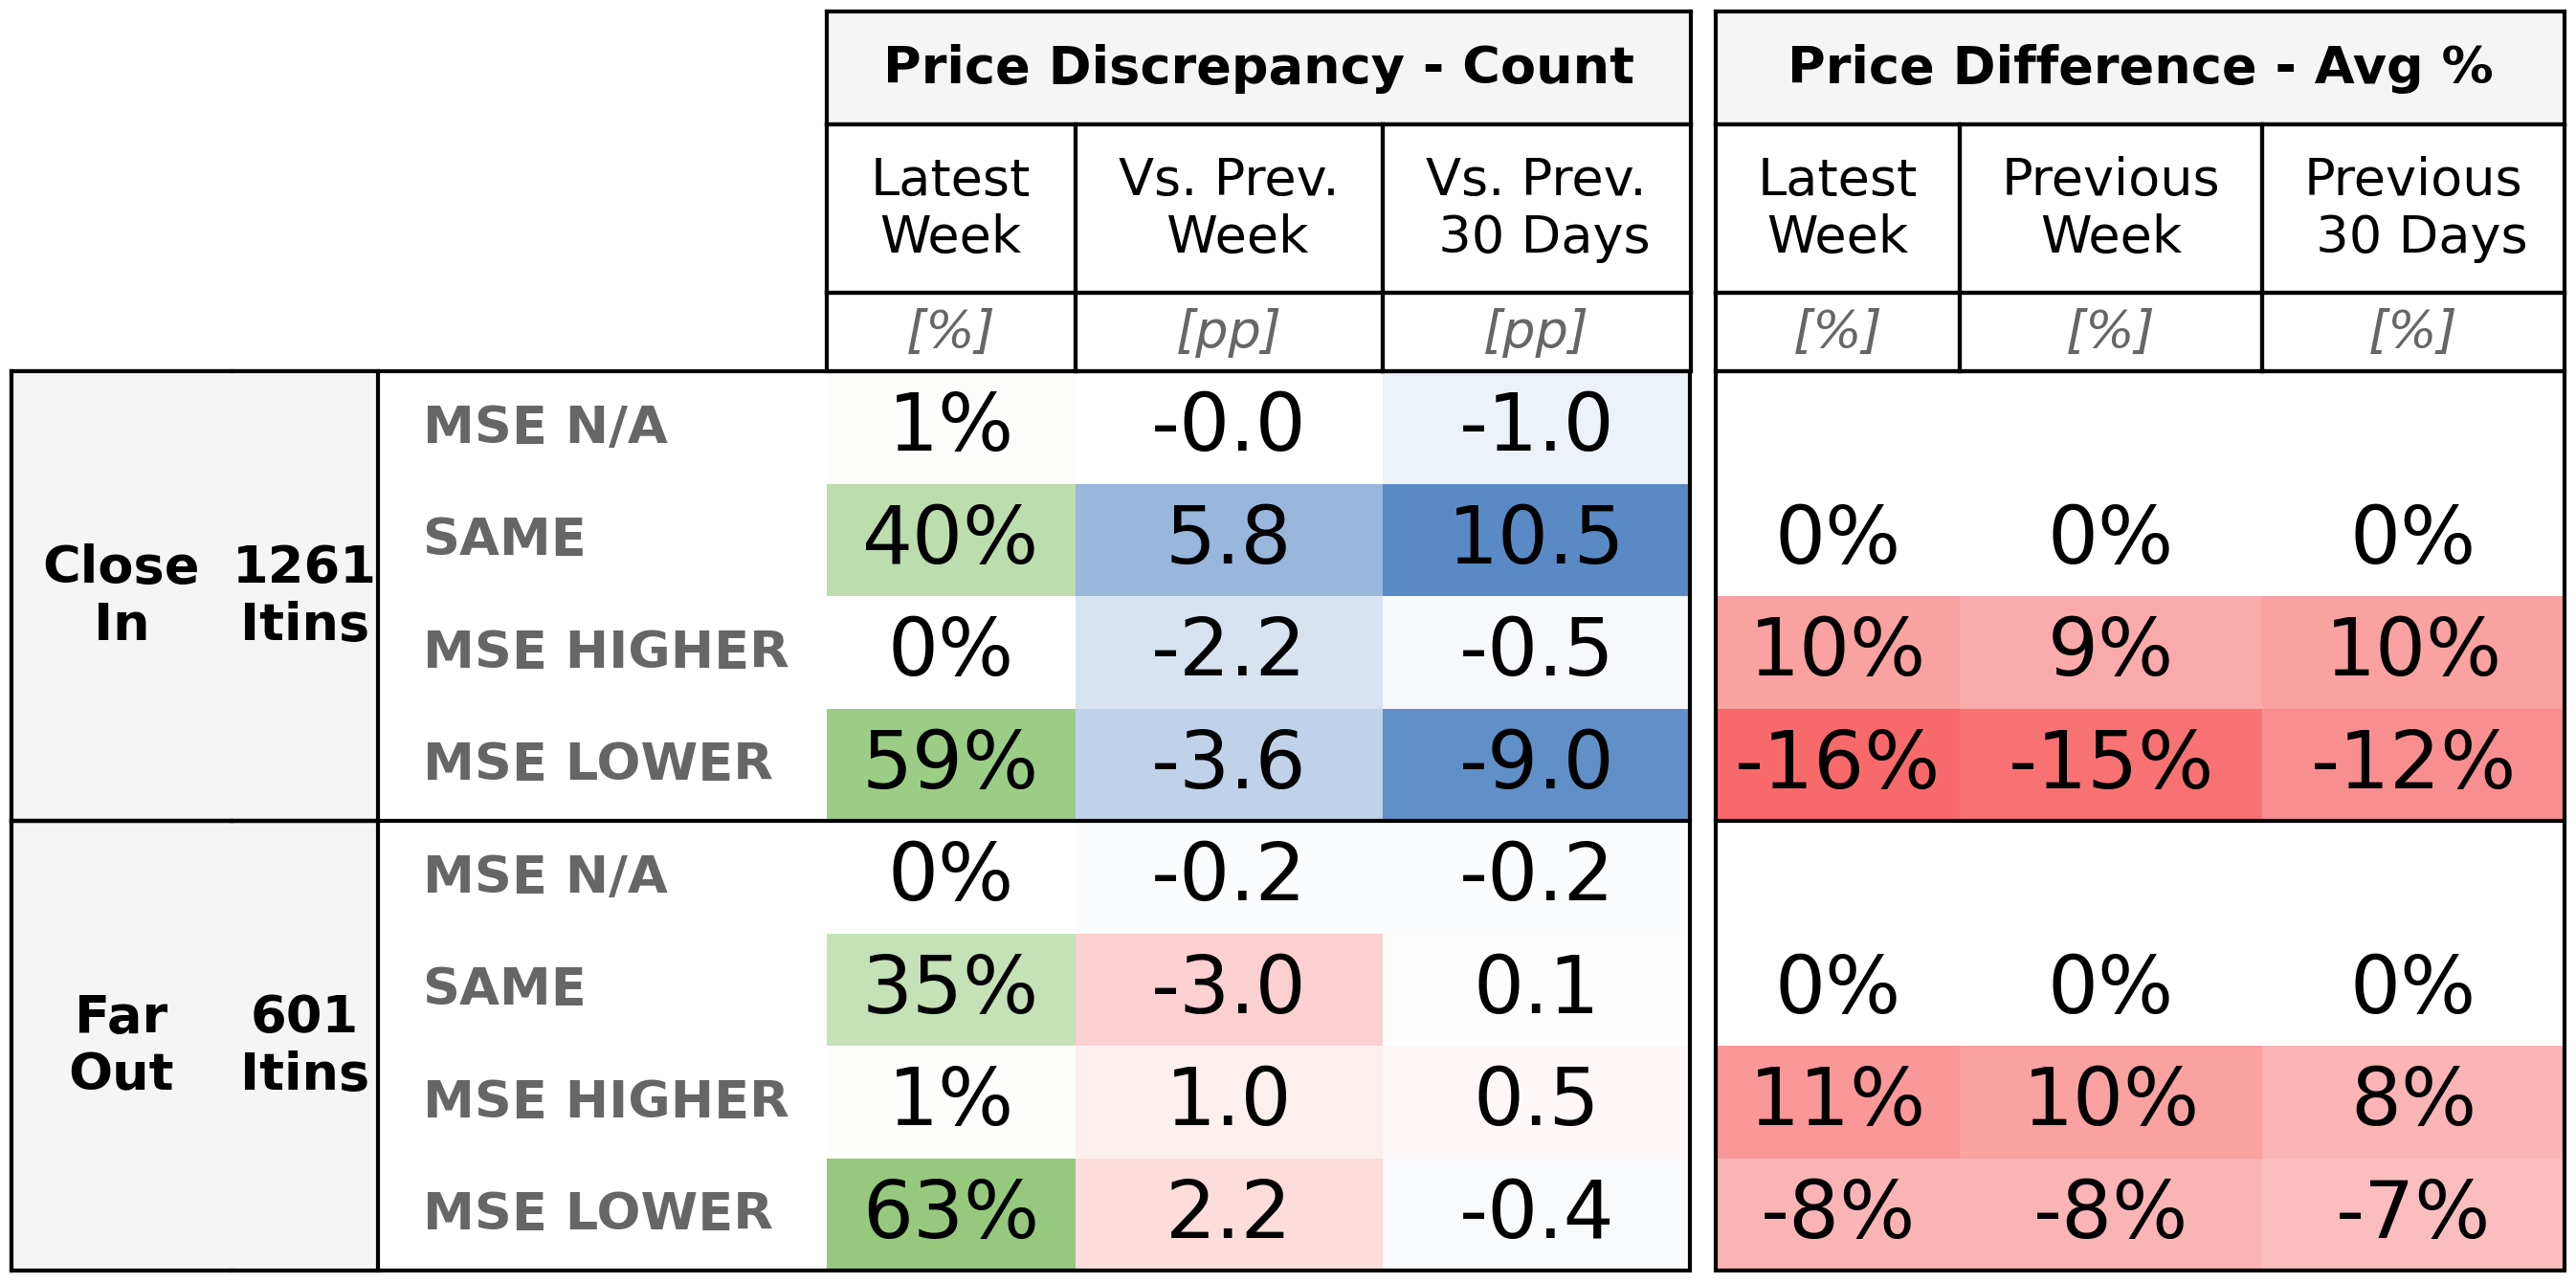 Price Discrepancy - Count
Price Difference - Avg %
Latest Week
Vs. Prev. Week
Vs. Prev. 30 Days
Latest Week
Previous Week
Previous 30 Days
[%] [pp] [pp] [%] [%] [%]
Close In
1261 Itins
MSE N/A 1% -0.0 -1.0
SAME 40% 5.8 10.5 0% 0% 0%
MSE HIGHER 0% -2.2 -0.5 10% 9% 10%
MSE LOWER 59% -3.6 -9.0 -16% -15% -12%
Far Out
601 Itins
MSE N/A 0% -0.2 -0.2
SAME 35% -3.0 0.1 0% 0% 0%
MSE HIGHER 1% 1.0 0.5 11% 10% 8%
MSE LOWER 63% 2.2 -0.4 -8% -8% -7%